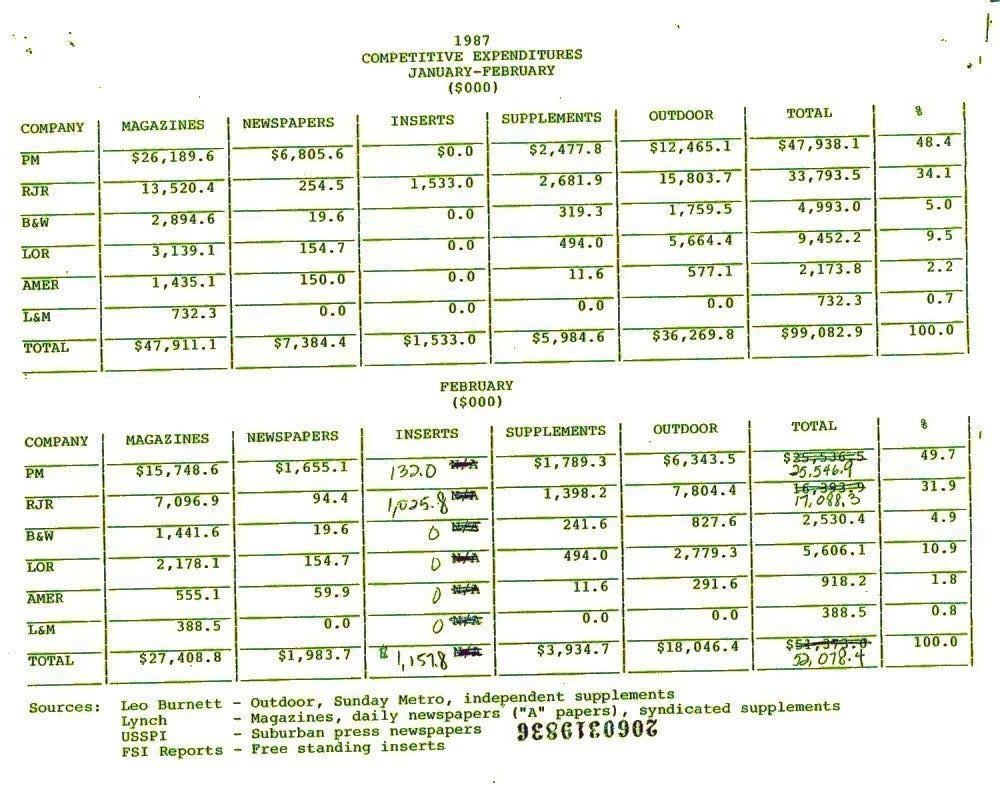 1987
COMPETITIVE EXPENDITURES
JANUARY-FEBRUARY
($000)
COMPANY MAGAZINES NEWSPAPERS INSERTS SUPPLEMENTS OUTDOOR TOTAL %
PM $26,189.6 $6,805.6 $0.0 $2,477.8 $12,465.1 $47,938.1 48.4
RJR 13,520.4 254.5 1,533.0 2,681.9 15,803.7 33,793.5 34.1
B&W 2,894.6 19.6 0.0 319.3 1,759.5 4,993.0 5.0
LOR 3,139.1 154.7 0.0 494.0 5,664.4 9,452.2 9.5
AMER 1,435.1 150.0 0.0 11.6 577.1 2,173.8 2.2
L&M 732.3 0.0 0.0 0.0 0.0 732.3 0.7
TOTAL $47,911.1 $7,384.4 $1,533.0 $5,984.6 $36,269.8 $99,082.9 100.0
FEBRUARY
($000)
COMPANY MAGAZINES NEWSPAPERS INSERTS SUPPLEMENTS OUTDOOR TOTAL %
PM $15,748.6 $1,655.1 132.0 N/A $1,789.3 $6,343.5 $25,536.5 49.7
25,546.9
RJR 7,096.9 94.4 1,025.8 N/A 1,398.2 7,804.4 16,393.9 31.9
17,088.3
B&W 1,441.6 19.6 0 N/A 241.6 827.6 2,530.4 4.9
LOR 2,178.1 154.7 0 N/A 494.0 2,779.3 5,606.1 10.9
AMER 555.1 59.9 0 N/A 11.6 291.6 918.2 1.8
L&M 388.5 0.0 0 N/A 0.0 0.0 388.5 0.8
TOTAL $27,408.8 $1,983.7 $1,157.8 N/A $3,934.7 $18,046.4 $51,373.6 100.0
52,078.4
Sources: Leo Burnett - Outdoor, Sunday Metro, independent supplements
Lynch - Magazines, daily newspapers ("A" papers), syndicated supplements
USSPI - Suburban press newspapers
FSI Reports - Free standing inserts
2060319836